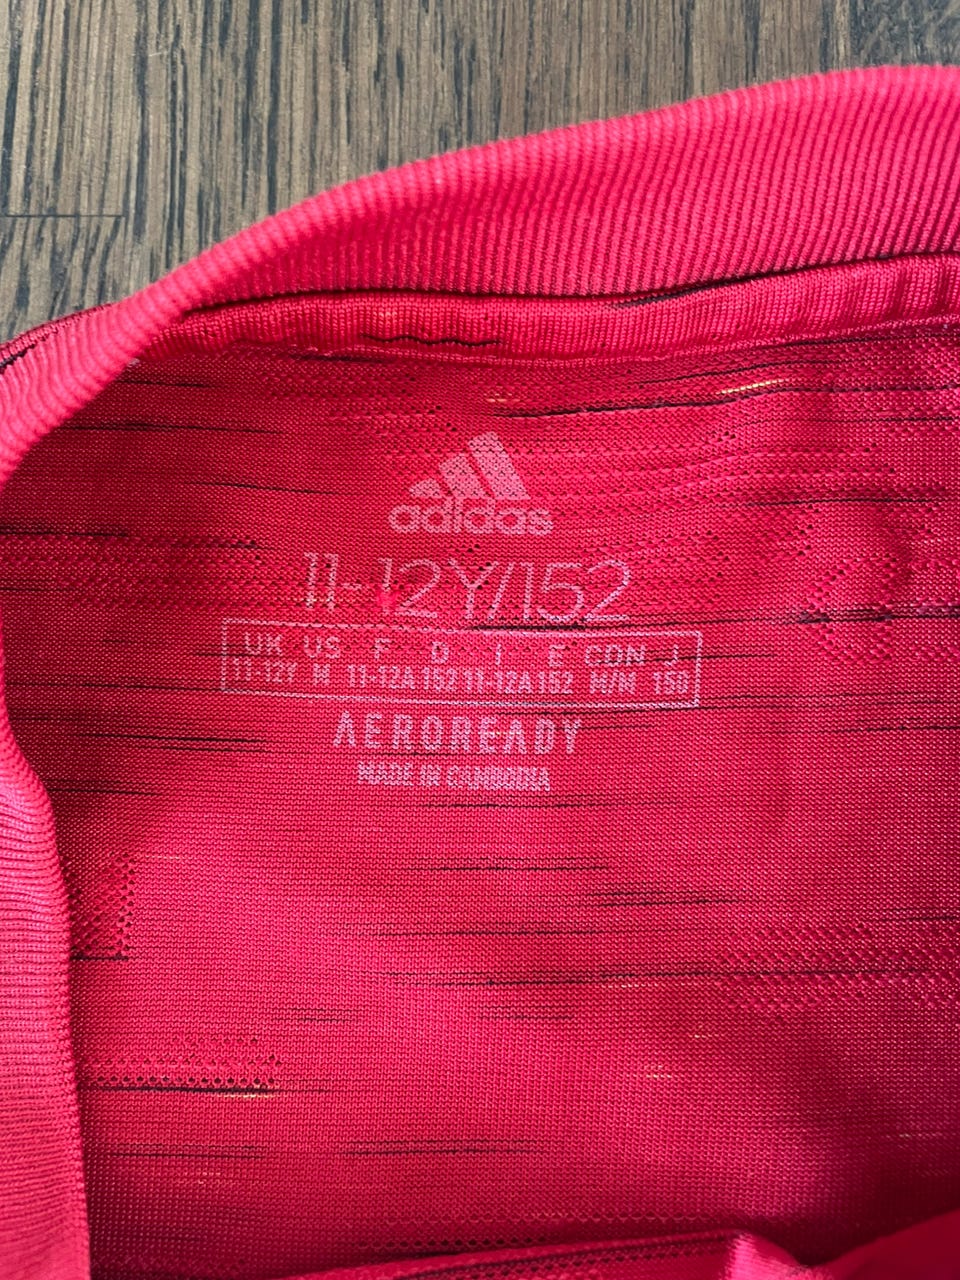 adidas
11-12Y/152
UK US F D I E CDN J
11-12Y M 11-12A 152 11-12A 152 M/M 150
AEROREADY
MADE IN CAMBODIA